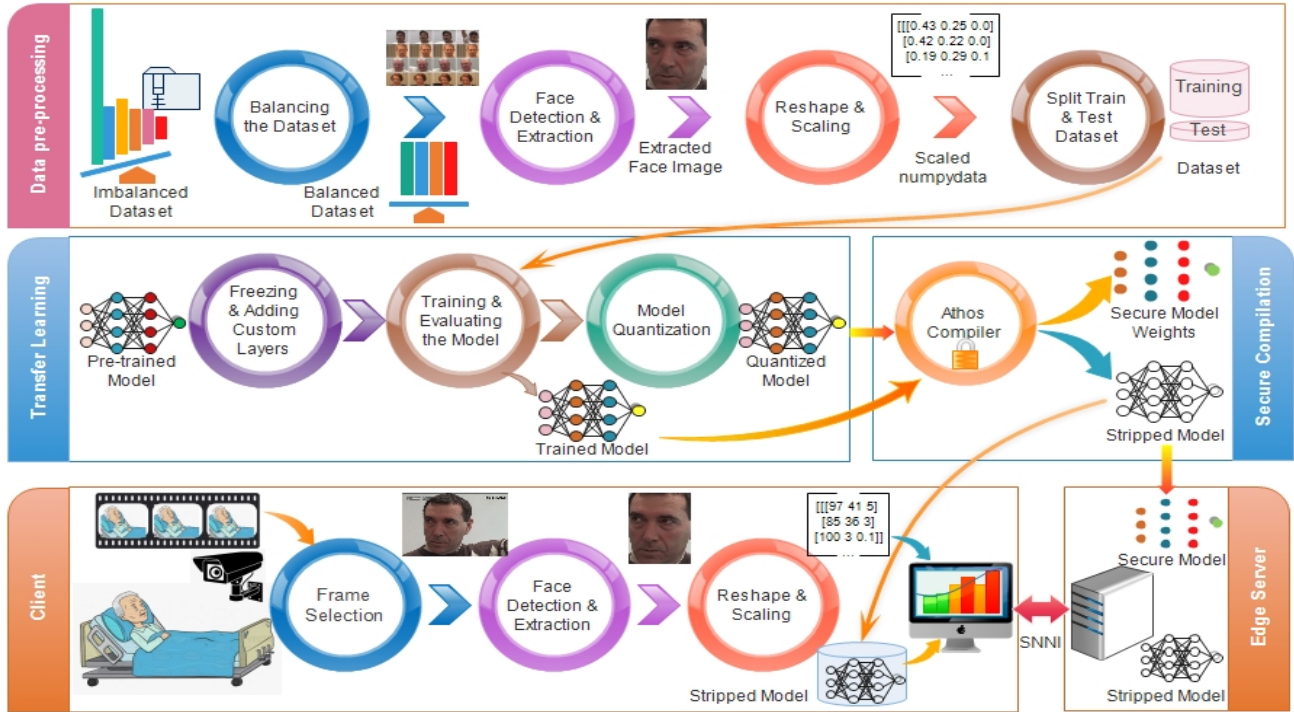 Data pre-processing
Imbalanced
Dataset
Balancing
the Dataset
Balanced
Dataset
Face
Detection &
Extraction
Extracted
Face Image
Reshape &
Scaling
[[[0.43 0.25 0.0]
[0.42 0.22 0.0]
[0.19 0.29 0.1
...
Scaled
numpydata
Split Train
& Test
Dataset
Training
Test
Dataset
Transfer Learning
Pre-trained
Model
Freezing
& Adding
Custom
Layers
Training &
Evaluating
the Model
Trained Model
Model
Quantization
Quantized
Model
Athos
Compiler
Secure Model
Weights
Stripped Model
Secure Compilation
Client
Frame
Selection
Face
Detection &
Extraction
Reshape &
Scaling
[[[97 41 5]
[85 36 3]
[100 3 0.1]]
...
Stripped Model
SNNI
Secure Model
Stripped Model
Edge Server